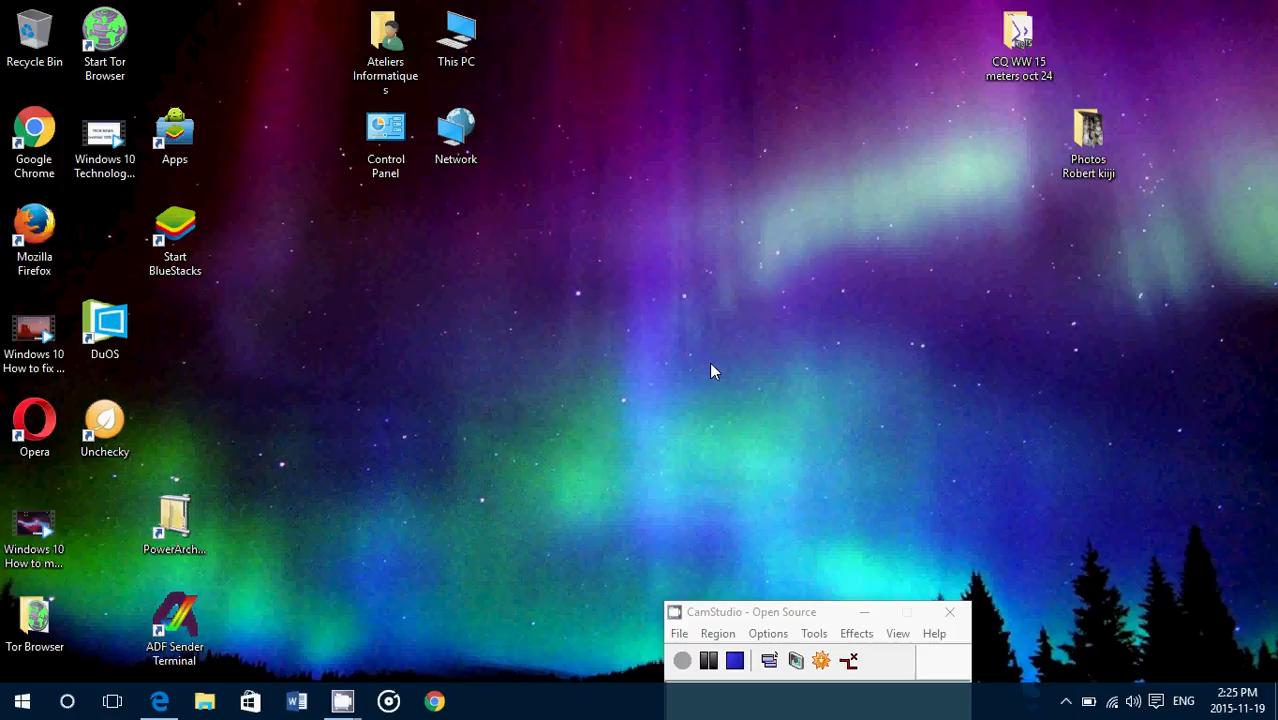 Recycle Bin
Start Tor
Browser
Ateliers
Informatique
s
This PC
CQ WW 15
meters oct 24
Google
Chrome
Windows 10
Technolog...
Apps
Control
Panel
Network
Photos
Robert kiiji
Mozilla
Firefox
Start
BlueStacks
Windows 10
How to fix ...
DuOS
Opera
Unchecky
Windows 10
How to m...
PowerArch...
Tor Browser
ADF Sender
Terminal
CamStudio - Open Source
File Region Options Tools Effects View Help
ENG
2:25 PM
2015-11-19